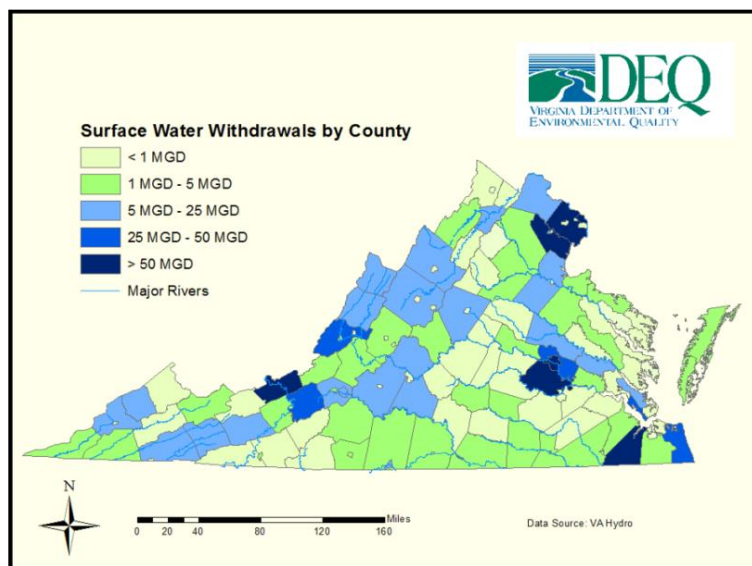 DEQ
VIRGINIA DEPARTMENT OF
ENVIRONMENTAL QUALITY
Surface Water Withdrawals by County
< 1 MGD
1 MGD - 5 MGD
5 MGD - 25 MGD
25 MGD - 50 MGD
> 50 MGD
Major Rivers
N
Miles
0 20 40 80 120 160
Data Source: VA Hydro